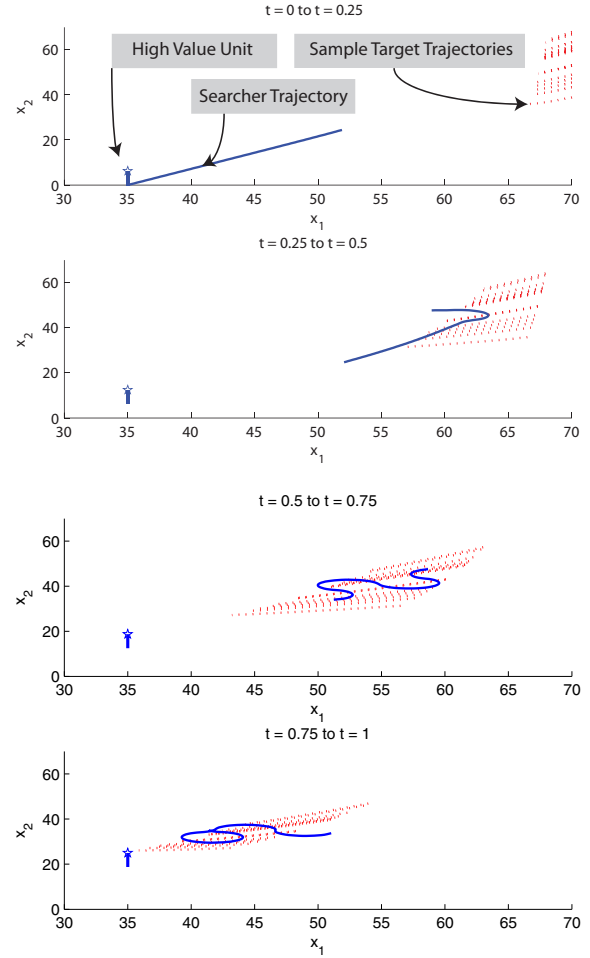 t = 0 to t = 0.25
High Value Unit
Sample Target Trajectories
Searcher Trajectory
60
40
20
0
x2
30 35 40 45 50 55 60 65 70
x1
t = 0.25 to t = 0.5
60
40
20
0
x2
30 35 40 45 50 55 60 65 70
x1
t = 0.5 to t = 0.75
60
40
20
0
x2
30 35 40 45 50 55 60 65 70
x1
t = 0.75 to t = 1
60
40
20
0
x2
30 35 40 45 50 55 60 65 70
x1